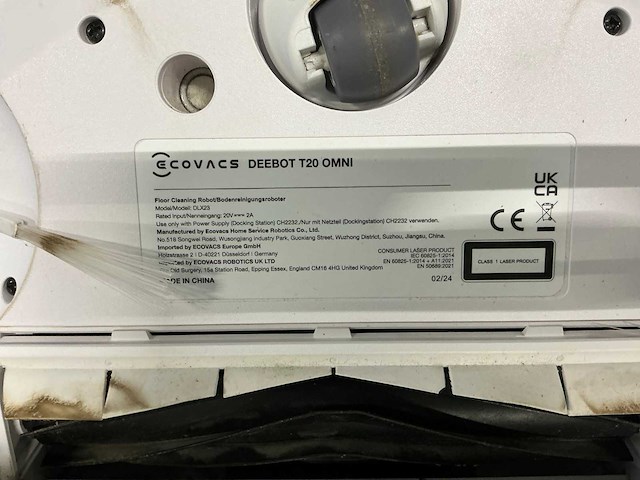 ECOVACS DEEBOT T20 OMNI
Floor Cleaning Robot/Bodenreinigungsroboter
Model/Modell: DLX23
Rated Input/Nenneingang: 20V⎓ 2A
Use only with Power Supply (Docking Station) CH2232./Nur mit Netzteil (Dockingstation) CH2232 verwenden.
Manufactured by Ecovacs Home Service Robotics Co., Ltd.
No.518 Songwei Road, Wusongjiang Industry Park, Guoxiang Street, Wuzhong District, Suzhou, Jiangsu, China.
Imported by ECOVACS Europe GmbH
Holzstrasse 2 I D-40221 Düsseldorf I Germany
Imported by ECOVACS ROBOTICS UK LTD
Old Surgery, 15a Station Road, Epping Essex, England CM16 4HG United Kingdom
MADE IN CHINA
CONSUMER LASER PRODUCT
IEC 60825-1:2014
EN 60825-1:2014 + A11:2021
EN 50689:2021
02/24
UK
CA
CE
CLASS 1 LASER PRODUCT